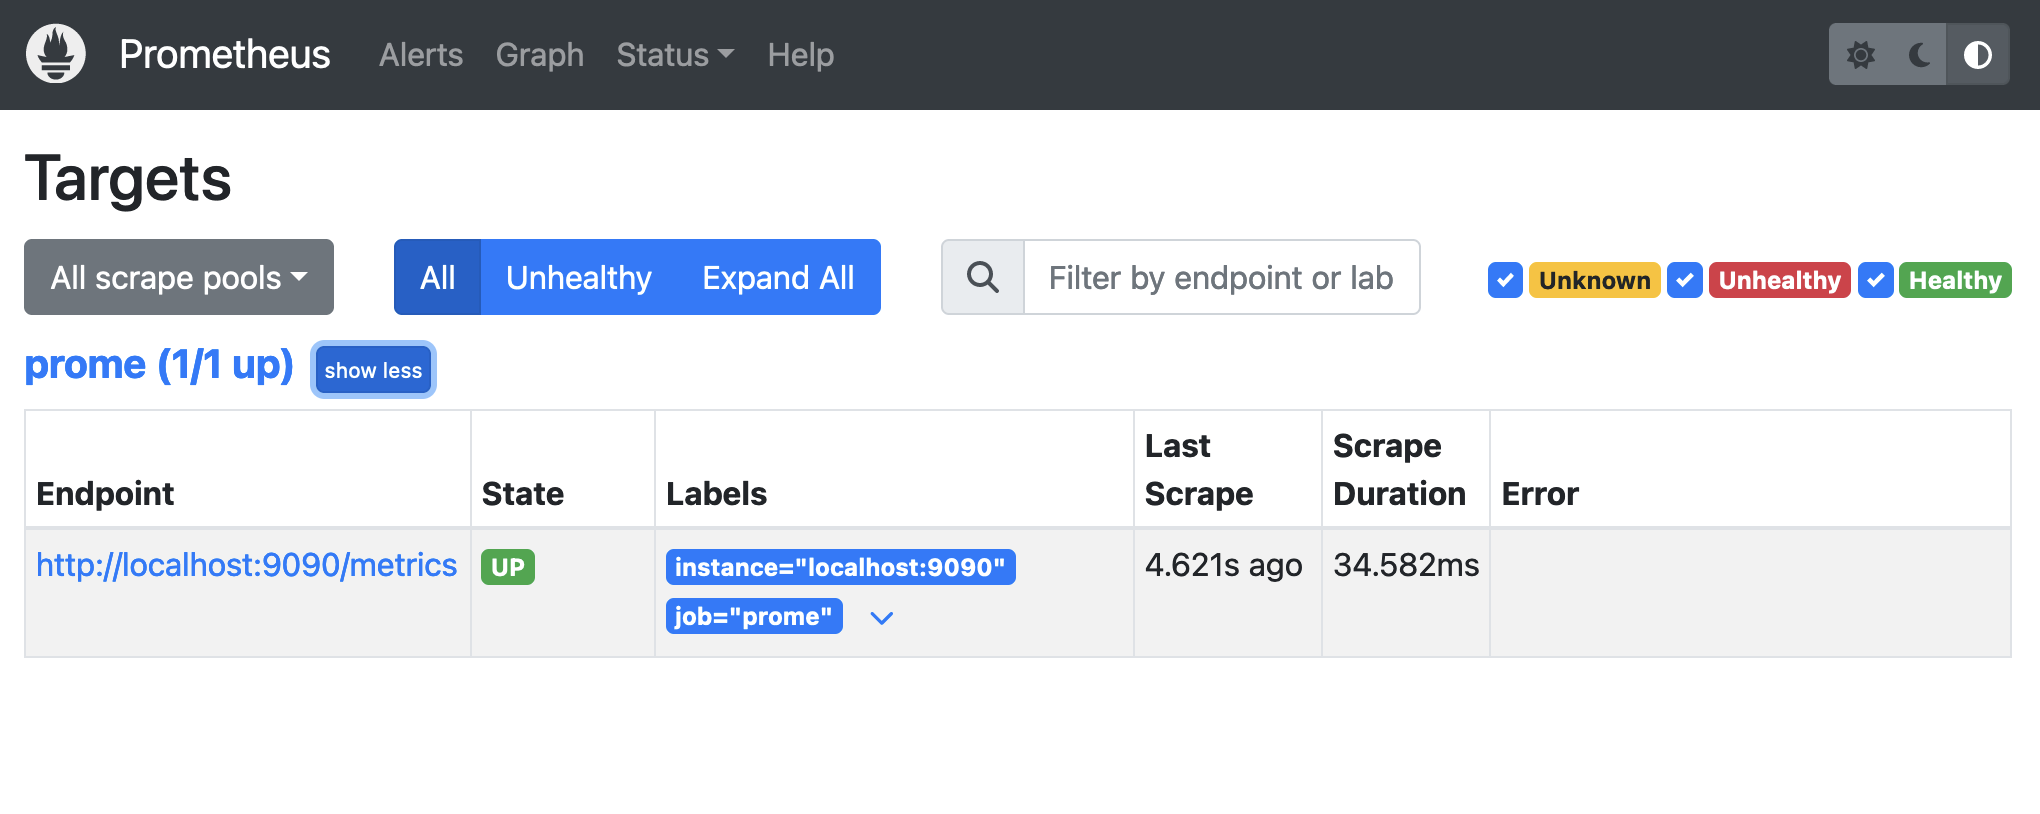 Prometheus Alerts Graph Status Help
Targets
All scrape pools All Unhealthy Expand All Filter by endpoint or lab Unknown Unhealthy Healthy
prome (1/1 up) show less
Endpoint State Labels Last Scrape Scrape Duration Error
http://localhost:9090/metrics UP instance="localhost:9090" 4.621s ago 34.582ms
job="prome"